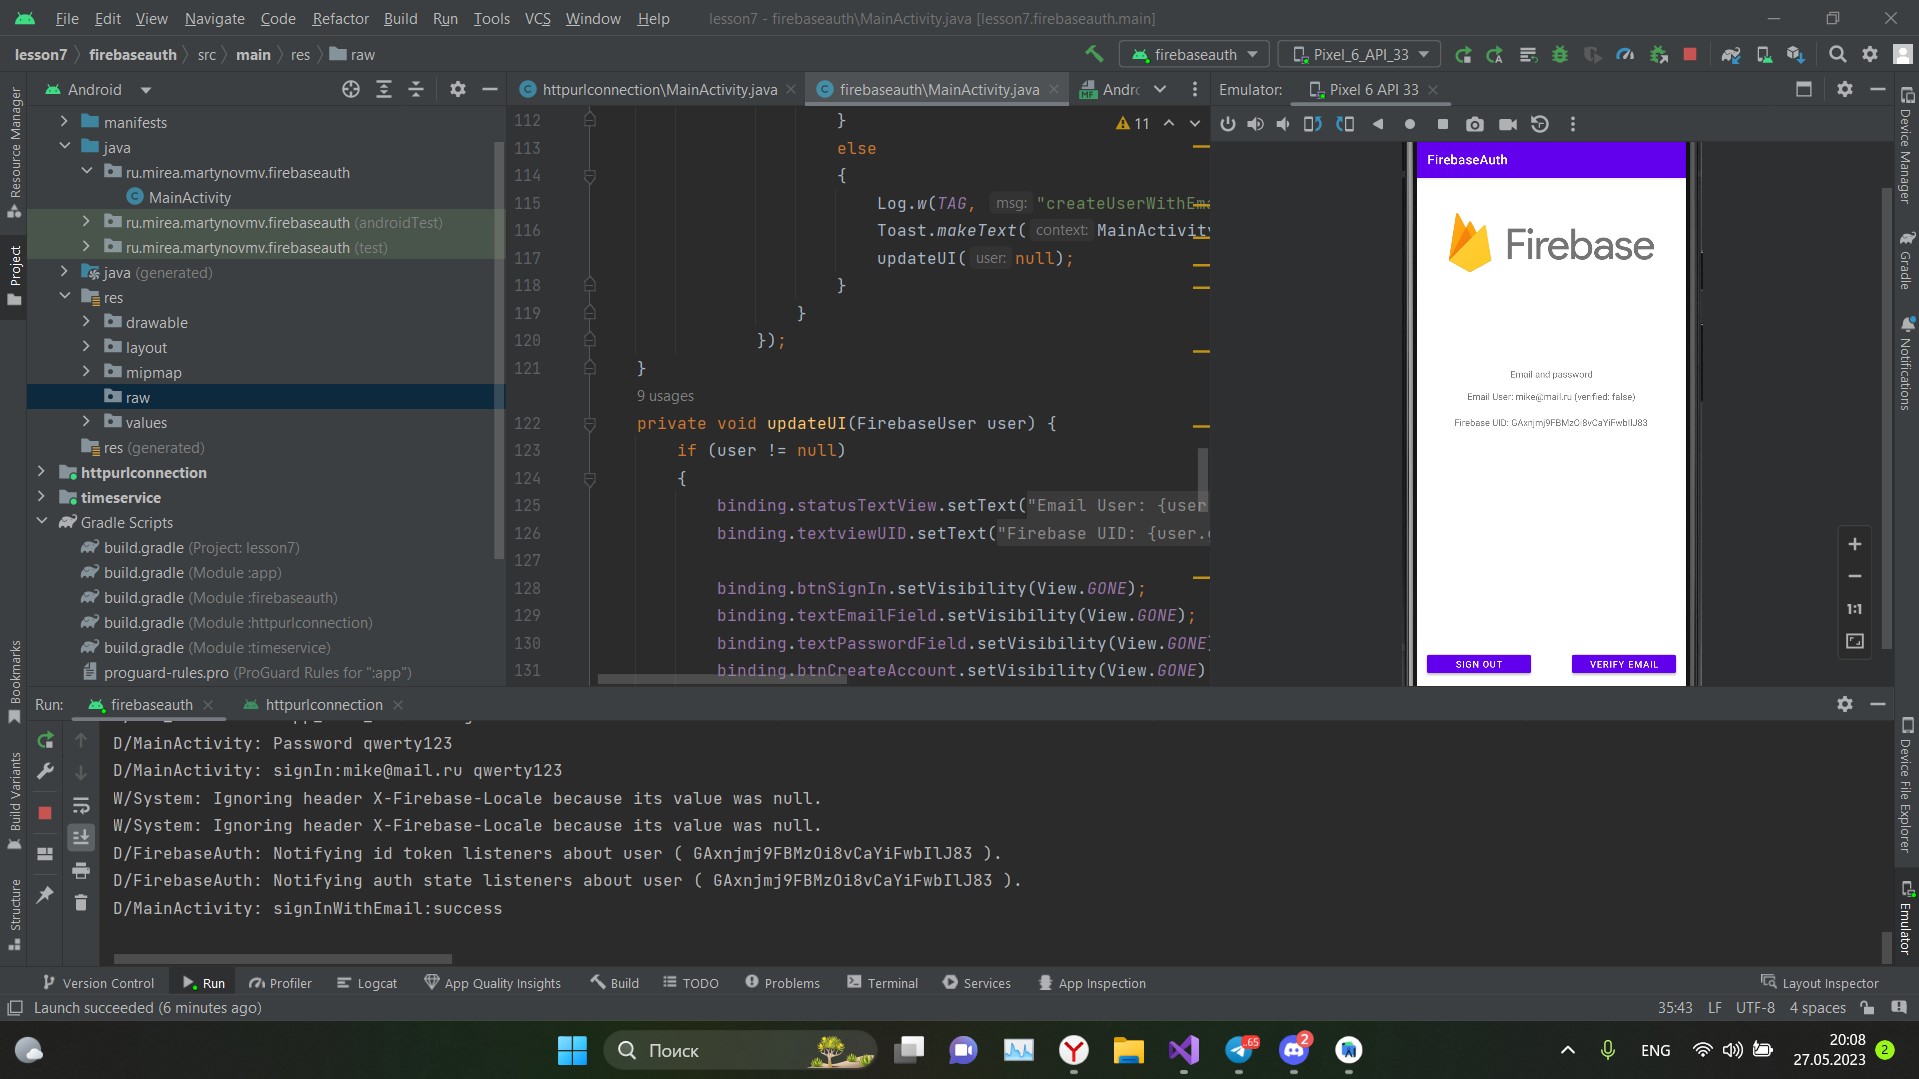 File Edit View Navigate Code Refactor Build Run Tools VCS Window Help lesson7 - firebaseauth\MainActivity.java [lesson7.firebaseauth.main]
lesson7 firebaseauth src main res raw firebaseauth Pixel_6_API_33
Android
httpurlconnection\MainActivity.java firebaseauth\MainActivity.java Andr
Emulator: Pixel 6 API 33
Resource Manager
Project
Bookmarks
Build Variants
Structure
manifests
java
ru.mirea.martynovmv.firebaseauth
MainActivity
ru.mirea.martynovmv.firebaseauth (androidTest)
ru.mirea.martynovmv.firebaseauth (test)
java (generated)
res
drawable
layout
mipmap
raw
values
res (generated)
httpurlconnection
timeservice
Gradle Scripts
build.gradle (Project: lesson7)
build.gradle (Module :app)
build.gradle (Module :firebaseauth)
build.gradle (Module :httpurlconnection)
build.gradle (Module :timeservice)
proguard-rules.pro (ProGuard Rules for ":app")
11
112 }
113 else
114 {
115 Log.w(TAG, msg: "createUserWithEma
116 Toast.makeText( context: MainActivity
117 updateUI( user: null);
118 }
119 }
120 });
121 }
9 usages
122 private void updateUI(FirebaseUser user) {
123 if (user != null)
124 {
125 binding.statusTextView.setText("Email User: {user
126 binding.textviewUID.setText("Firebase UID: {user.
127
128 binding.btnSignIn.setVisibility(View.GONE);
129 binding.textEmailField.setVisibility(View.GONE);
130 binding.textPasswordField.setVisibility(View.GONE)
131 binding.btnCreateAccount.setVisibility(View.GONE)
FirebaseAuth
Firebase
Email and password
Email User: mike@mail.ru (verified: false)
Firebase UID: GAxnjmj9FBMzOi8vCaYiFwbIlJ83
SIGN OUT VERIFY EMAIL
1:1
Device Manager
Gradle
Notifications
Device File Explorer
Emulator
Run: firebaseauth httpurlconnection
D/MainActivity: Password qwerty123
D/MainActivity: signIn:mike@mail.ru qwerty123
W/System: Ignoring header X-Firebase-Locale because its value was null.
W/System: Ignoring header X-Firebase-Locale because its value was null.
D/FirebaseAuth: Notifying id token listeners about user ( GAxnjmj9FBMzOi8vCaYiFwbIlJ83 ).
D/FirebaseAuth: Notifying auth state listeners about user ( GAxnjmj9FBMzOi8vCaYiFwbIlJ83 ).
D/MainActivity: signInWithEmail:success
Version Control Run Profiler Logcat App Quality Insights Build TODO Problems Terminal Services App Inspection Layout Inspector
Launch succeeded (6 minutes ago) 35:43 LF UTF-8 4 spaces
Поиск .65 2 ENG 20:08 2
27.05.2023